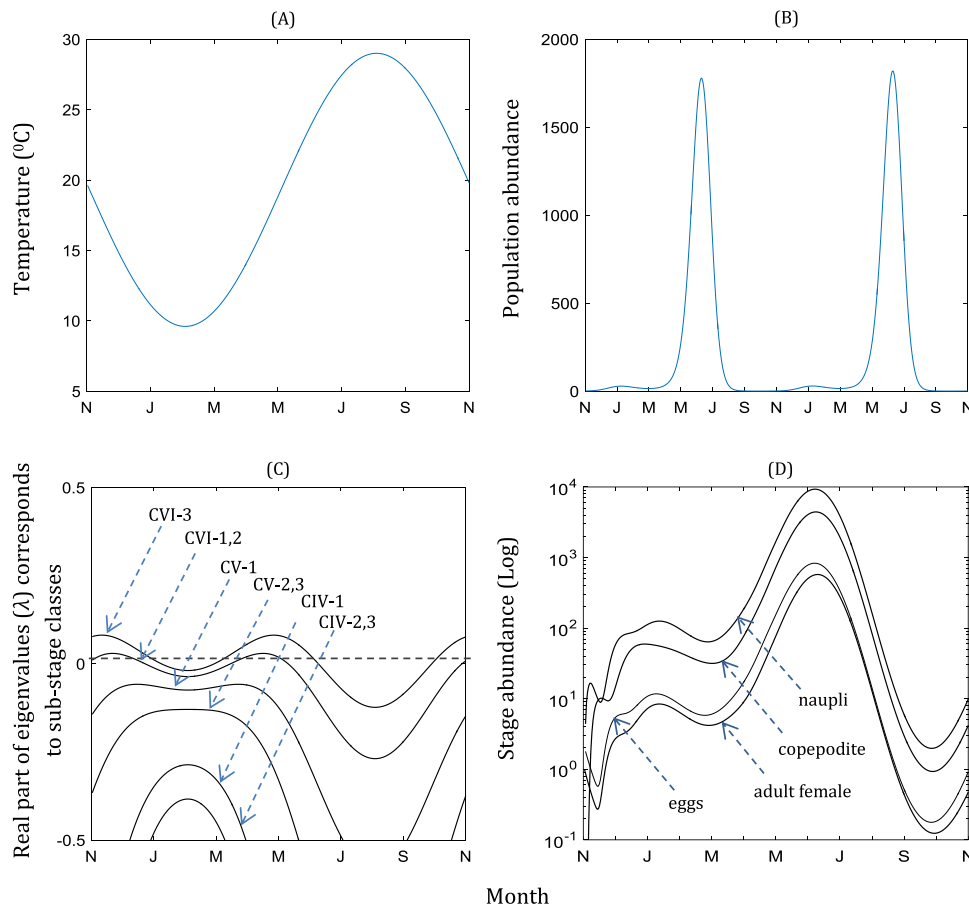 (A)
Temperature (⁰C)
30
25
20
15
10
5
N J M M J S N
(B)
Population abundance
2000
1500
1000
500
0
N J M M J S N J M M J S N
(C)
Real part of eigenvalues (λ) corresponds
to sub-stage classes
0.5
0
-0.5
CVI-3
CVI-1,2
CV-1
CV-2,3
CIV-1
CIV-2,3
N J M M J S N
(D)
Stage abundance (Log)
10⁴
10³
10²
10¹
10⁰
10⁻¹
naupli
copepodite
adult female
eggs
N J M M J S N
Month